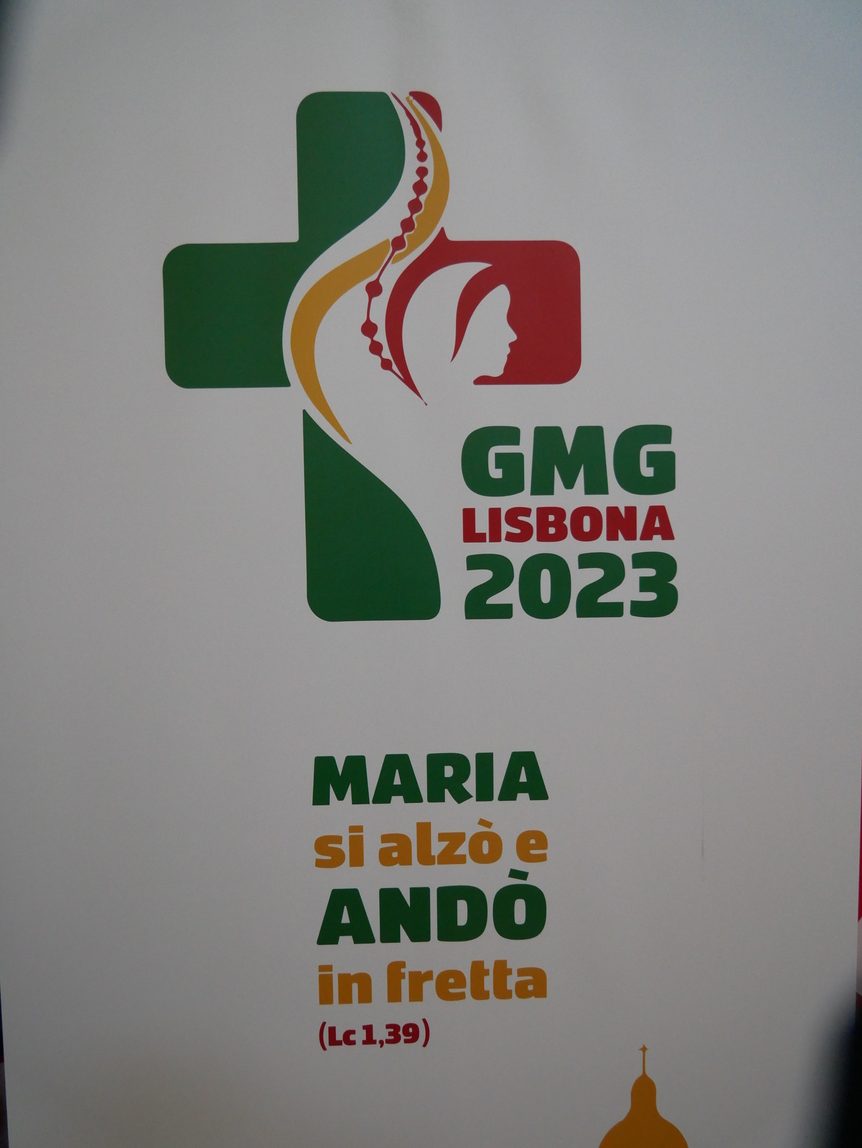 GMG
LISBONA
2023
MARIA
si alzò e
ANDÒ
in fretta
(Lc 1,39)